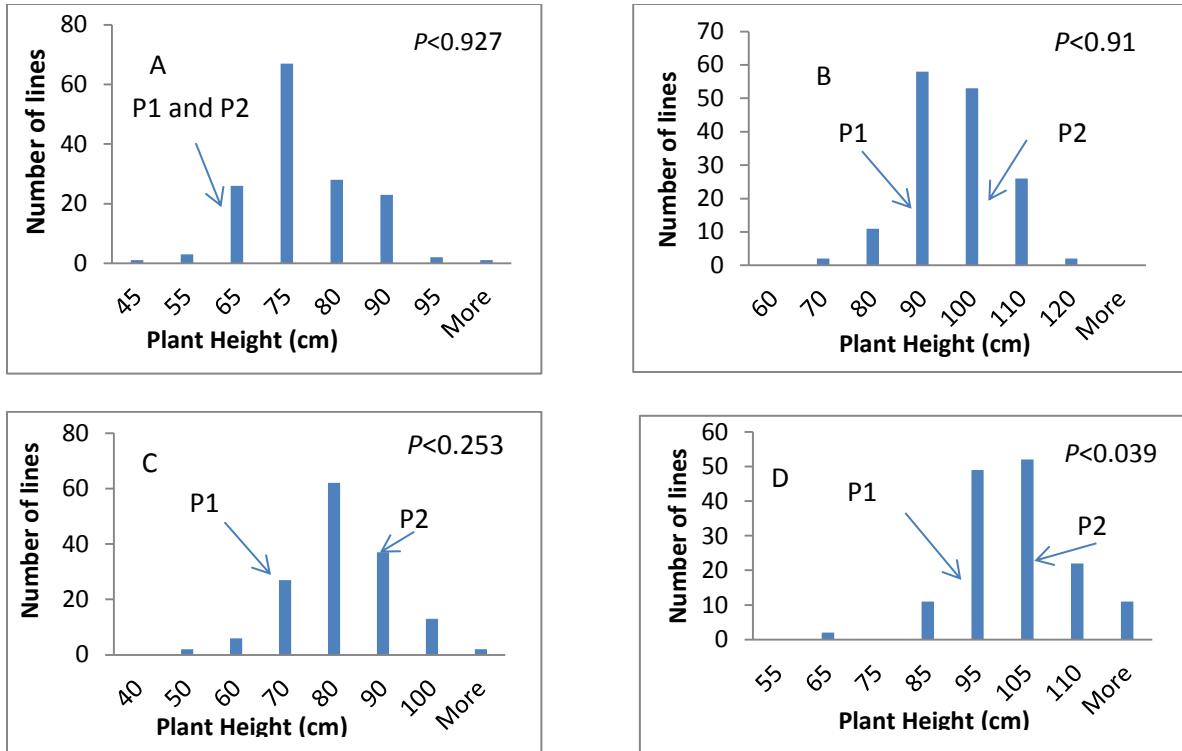 A
P<0.927
P1 and P2
Number of lines
80
60
40
20
0
45 55 65 75 80 90 95 More
Plant Height (cm)
B
P<0.91
P1
P2
Number of lines
70
60
50
40
30
20
10
0
60 70 80 90 100 110 120 More
Plant Height (cm)
C
P<0.253
P1
P2
Number of lines
80
60
40
20
0
40 50 60 70 80 90 100 More
Plant Height (cm)
D
P<0.039
P1
P2
Number of lines
60
50
40
30
20
10
0
55 65 75 85 95 105 110 More
Plant Height (cm)